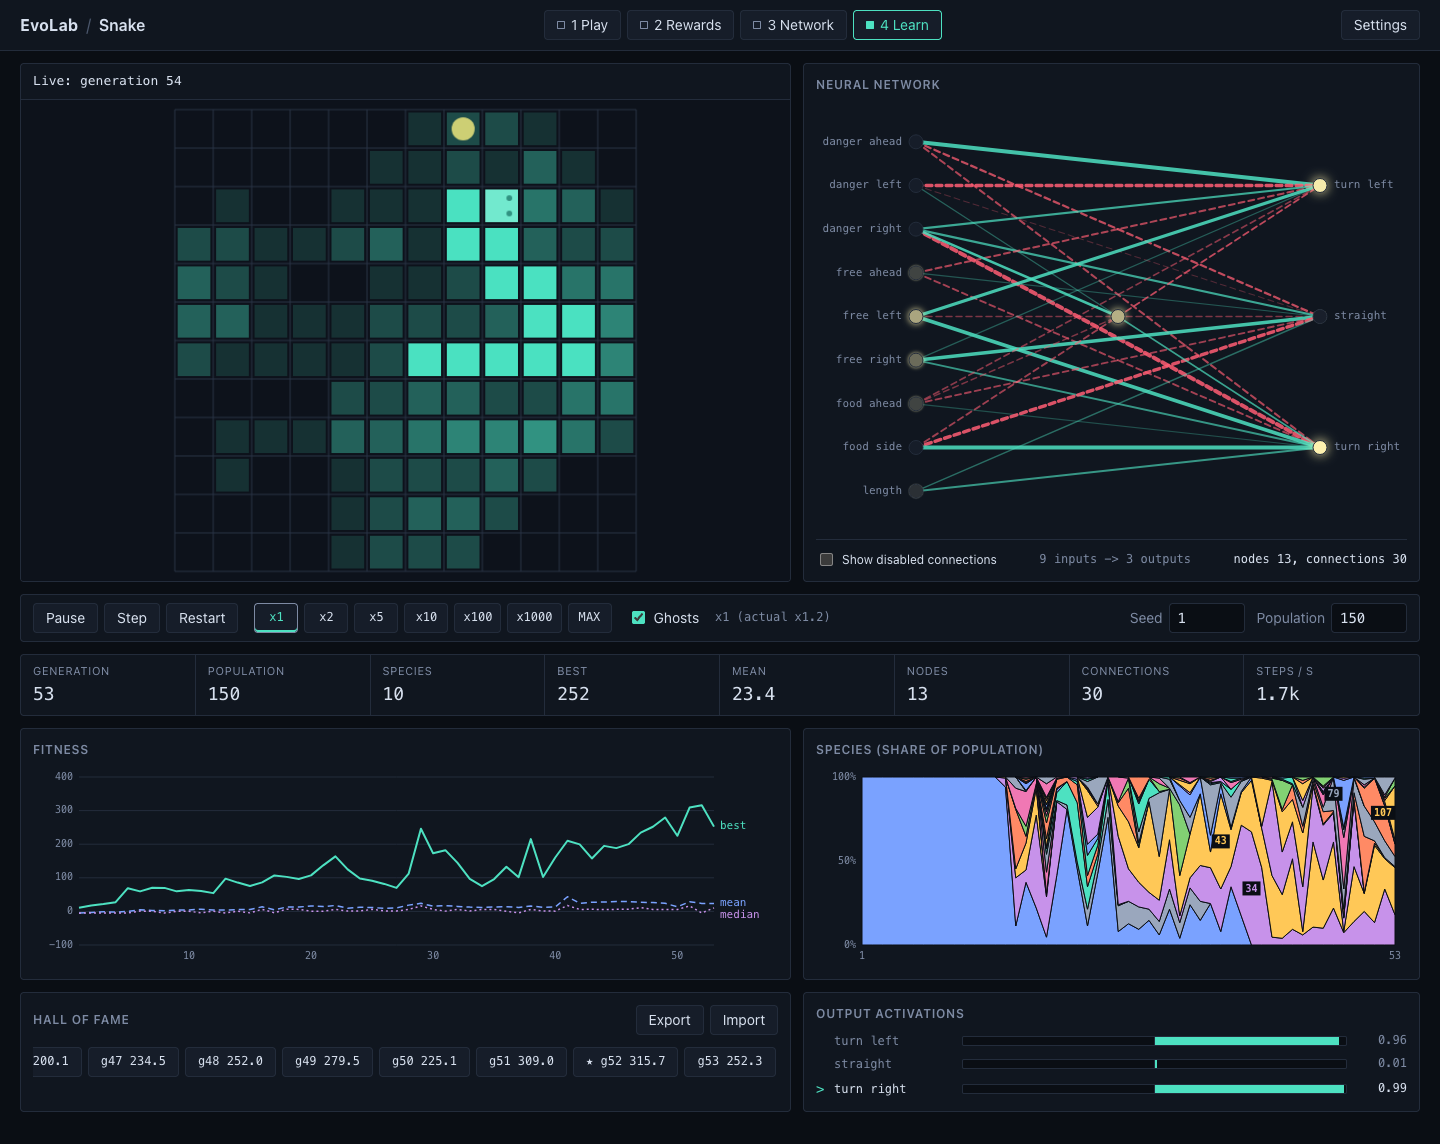 EvoLab / Snake
1 Play
2 Rewards
3 Network
4 Learn
Settings
Live: generation 54
NEURAL NETWORK
danger ahead
danger left
danger right
free ahead
free left
free right
food ahead
food side
length
turn left
straight
turn right
Show disabled connections
9 inputs -> 3 outputs
nodes 13, connections 30
Pause
Step
Restart
x1
x2
x5
x10
x100
x1000
MAX
Ghosts
x1 (actual x1.2)
Seed 1
Population 150
GENERATION
53
POPULATION
150
SPECIES
10
BEST
252
MEAN
23.4
NODES
13
CONNECTIONS
30
STEPS / S
1.7k
FITNESS
400
300
200
100
0
-100
10
20
30
40
50
best
mean
median
SPECIES (SHARE OF POPULATION)
100%
50%
0%
1
53
79
107
43
34
HALL OF FAME
Export
Import
200.1
g47 234.5
g48 252.0
g49 279.5
g50 225.1
g51 309.0
★ g52 315.7
g53 252.3
OUTPUT ACTIVATIONS
turn left 0.96
straight 0.01
> turn right 0.99